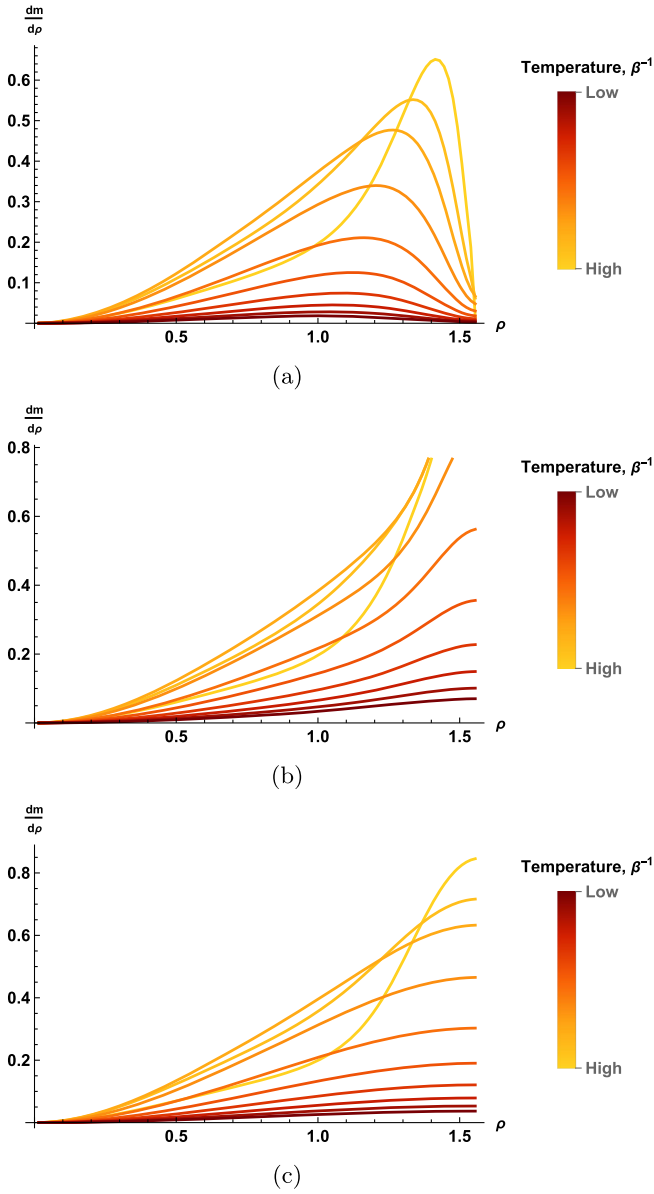 dm
dρ
0.6
0.5
0.4
0.3
0.2
0.1
0.5
1.0
1.5
ρ
Temperature, β⁻¹
Low
High
(a)
dm
dρ
0.8
0.6
0.4
0.2
0.5
1.0
1.5
ρ
Temperature, β⁻¹
Low
High
(b)
dm
dρ
0.8
0.6
0.4
0.2
0.5
1.0
1.5
ρ
Temperature, β⁻¹
Low
High
(c)